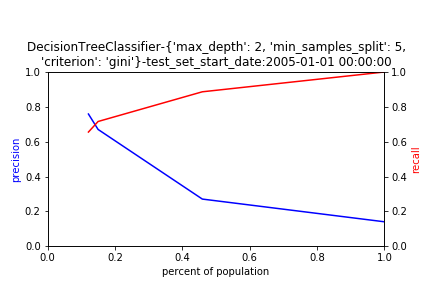 DecisionTreeClassifier-{'max_depth': 2, 'min_samples_split': 5,
'criterion': 'gini'}-test_set_start_date:2005-01-01 00:00:00
1.0
0.8
0.6
0.4
0.2
0.0
precision
1.0
0.8
0.6
0.4
0.2
0.0
recall
0.0 0.2 0.4 0.6 0.8 1.0
percent of population